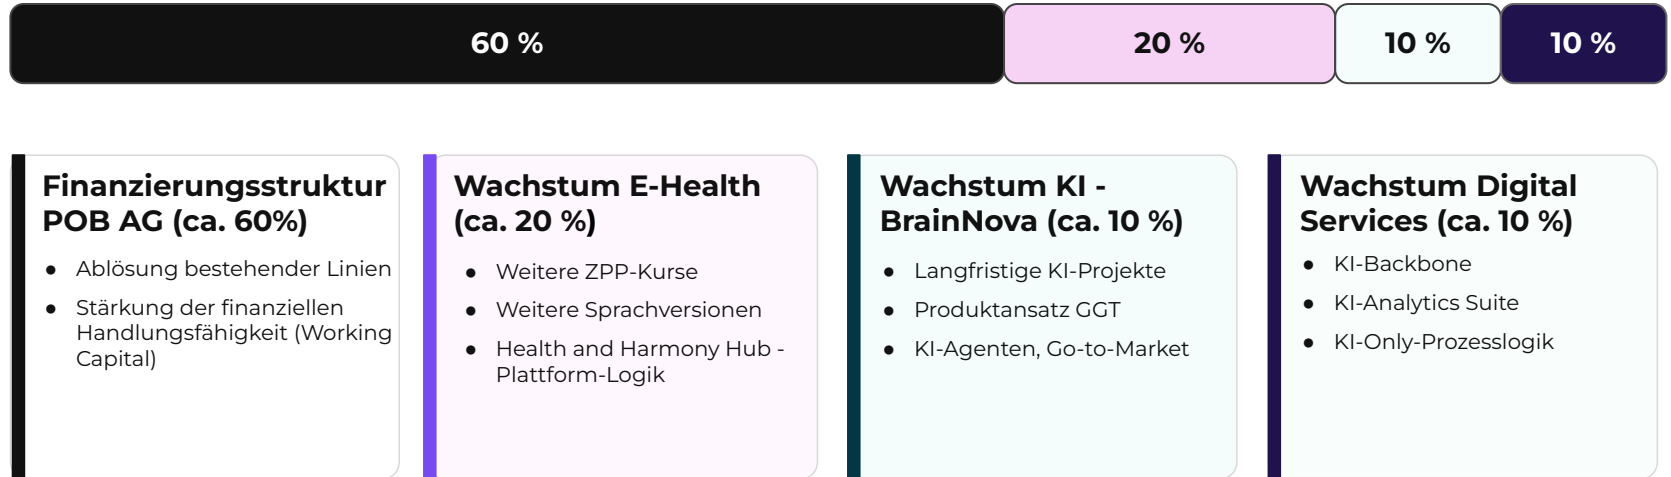 60 %
20 %
10 %
10 %
Finanzierungsstruktur
POB AG (ca. 60%)
● Ablösung bestehender Linien
● Stärkung der finanziellen
Handlungsfähigkeit (Working
Capital)
Wachstum E-Health
(ca. 20 %)
● Weitere ZPP-Kurse
● Weitere Sprachversionen
● Health and Harmony Hub -
Plattform-Logik
Wachstum KI -
BrainNova (ca. 10 %)
● Langfristige KI-Projekte
● Produktansatz GGT
● KI-Agenten, Go-to-Market
Wachstum Digital
Services (ca. 10 %)
● KI-Backbone
● KI-Analytics Suite
● KI-Only-Prozesslogik